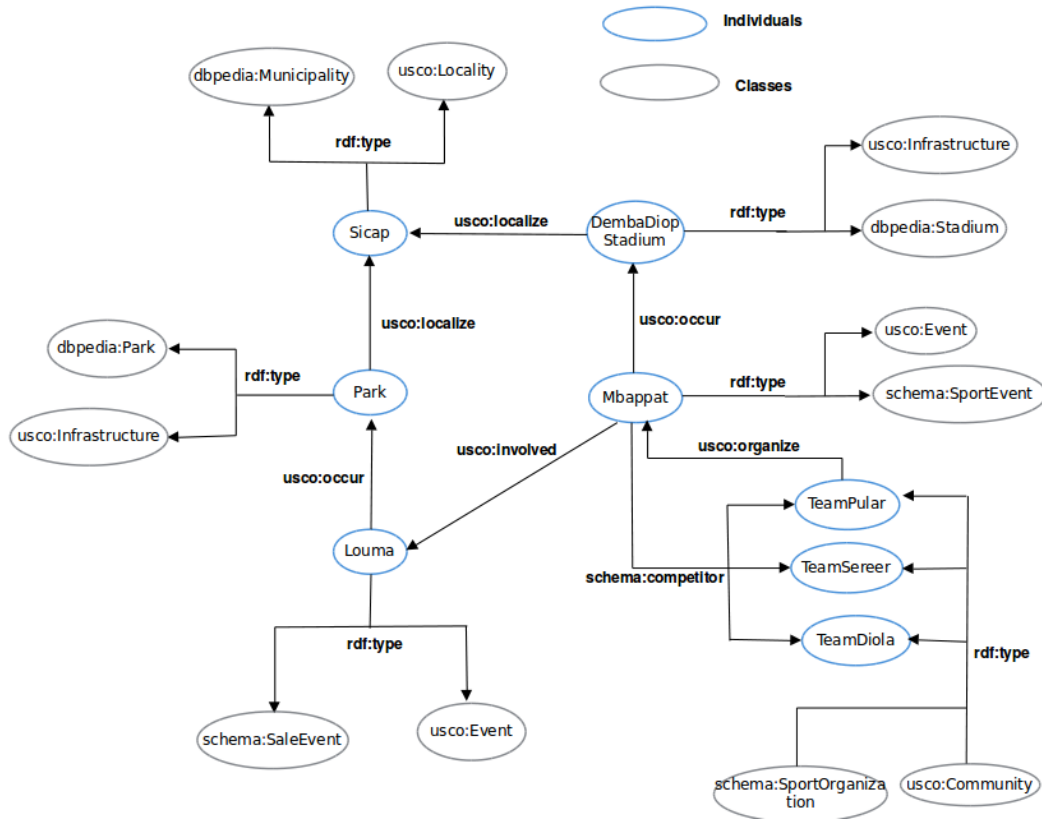 Individuals
Classes
dbpedia:Municipality
usco:Locality
rdf:type
usco:Infrastructure
Sicap
usco:localize
DembaDiop
Stadium
rdf:type
dbpedia:Stadium
usco:localize
usco:occur
usco:Event
dbpedia:Park
rdf:type
Park
Mbappat
rdf:type
schema:SportEvent
usco:Infrastructure
usco:involved
usco:organize
usco:occur
TeamPular
Louma
TeamSereer
schema:competitor
rdf:type
TeamDiola
rdf:type
schema:SaleEvent
usco:Event
schema:SportOrganiza
tion
usco:Community